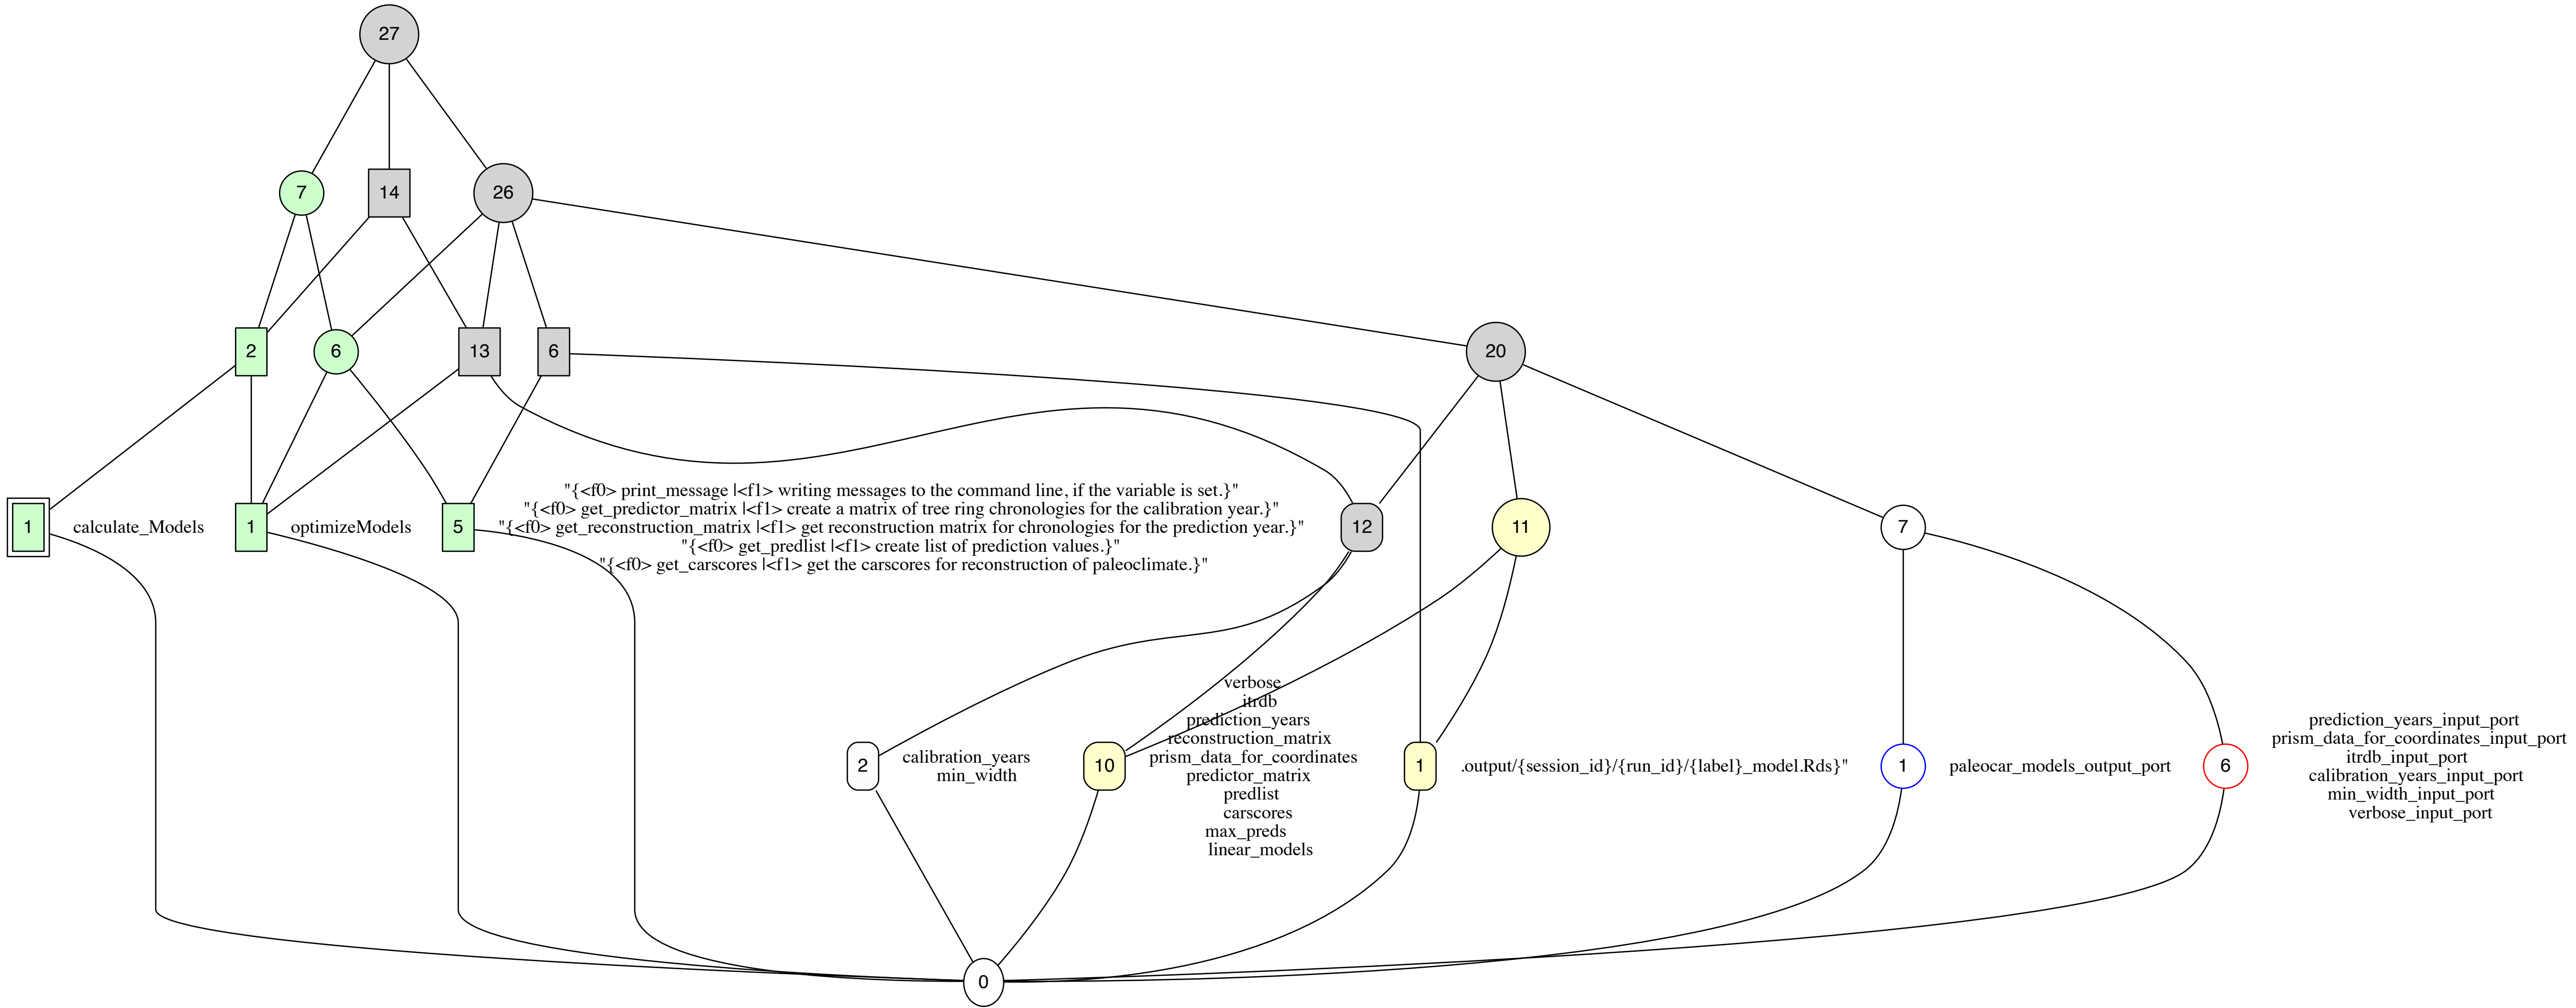 27
7
14
26
2
6
13
6
20
1
calculate_Models
1
optimizeModels
5
"{<f0> print_message |<f1> writing messages to the command line, if the variable is set.}"
"{<f0> get_predictor_matrix |<f1> create a matrix of tree ring chronologies for the calibration year.}"
"{<f0> get_reconstruction_matrix |<f1> get reconstruction matrix for chronologies for the prediction year.}"
"{<f0> get_predlist |<f1> create list of prediction values.}"
"{<f0> get_carscores |<f1> get the carscores for reconstruction of paleoclimate.}"
12
11
7
2
calibration_years
min_width
10
verbose
itrdb
prediction_years
reconstruction_matrix
prism_data_for_coordinates
predictor_matrix
predlist
carscores
max_preds
linear_models
1
.output/{session_id}/{run_id}/{label}_model.Rds}"
1
paleocar_models_output_port
6
prediction_years_input_port
prism_data_for_coordinates_input_port
itrdb_input_port
calibration_years_input_port
min_width_input_port
verbose_input_port
0